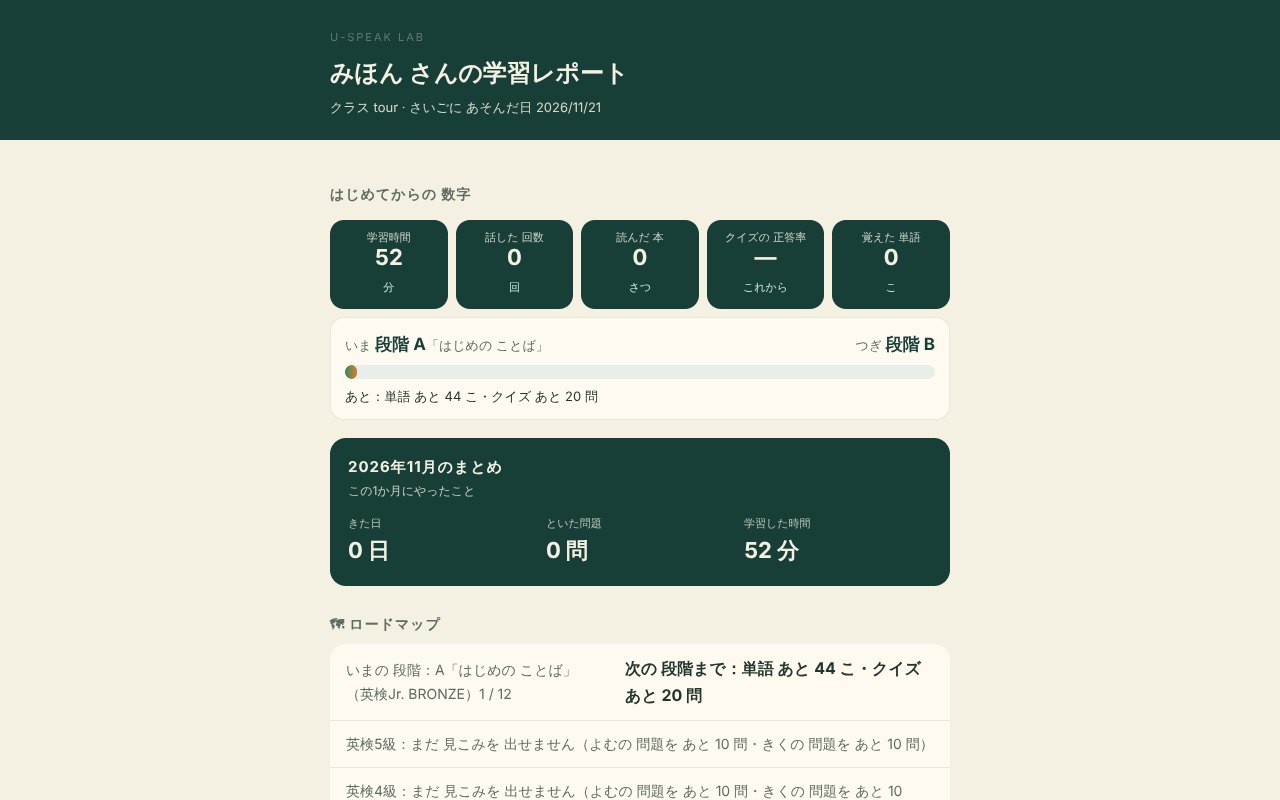 U-SPEAK LAB
みほん さんの学習レポート
クラス tour · さいごに あそんだ日 2026/11/21
はじめてからの 数字
学習時間
52
分
話した 回数
0
回
読んだ 本
0
さつ
クイズの 正答率
—
これから
覚えた 単語
0
こ
いま 段階 A「はじめの ことば」
つぎ 段階 B
あと：単語 あと 44 こ・クイズ あと 20 問
2026年11月のまとめ
この1か月にやったこと
きた日
0 日
といた問題
0 問
学習した時間
52 分
ロードマップ
いまの 段階：A「はじめの ことば」
（英検Jr. BRONZE）1 / 12
次の 段階まで：単語 あと 44 こ・クイズ
あと 20 問
英検5級：まだ 見こみを 出せません（よむの 問題を あと 10 問・きくの 問題を あと 10 問）
英検4級：まだ 見こみを 出せません（よむの 問題を あと 10 問・きくの 問題を あと 10